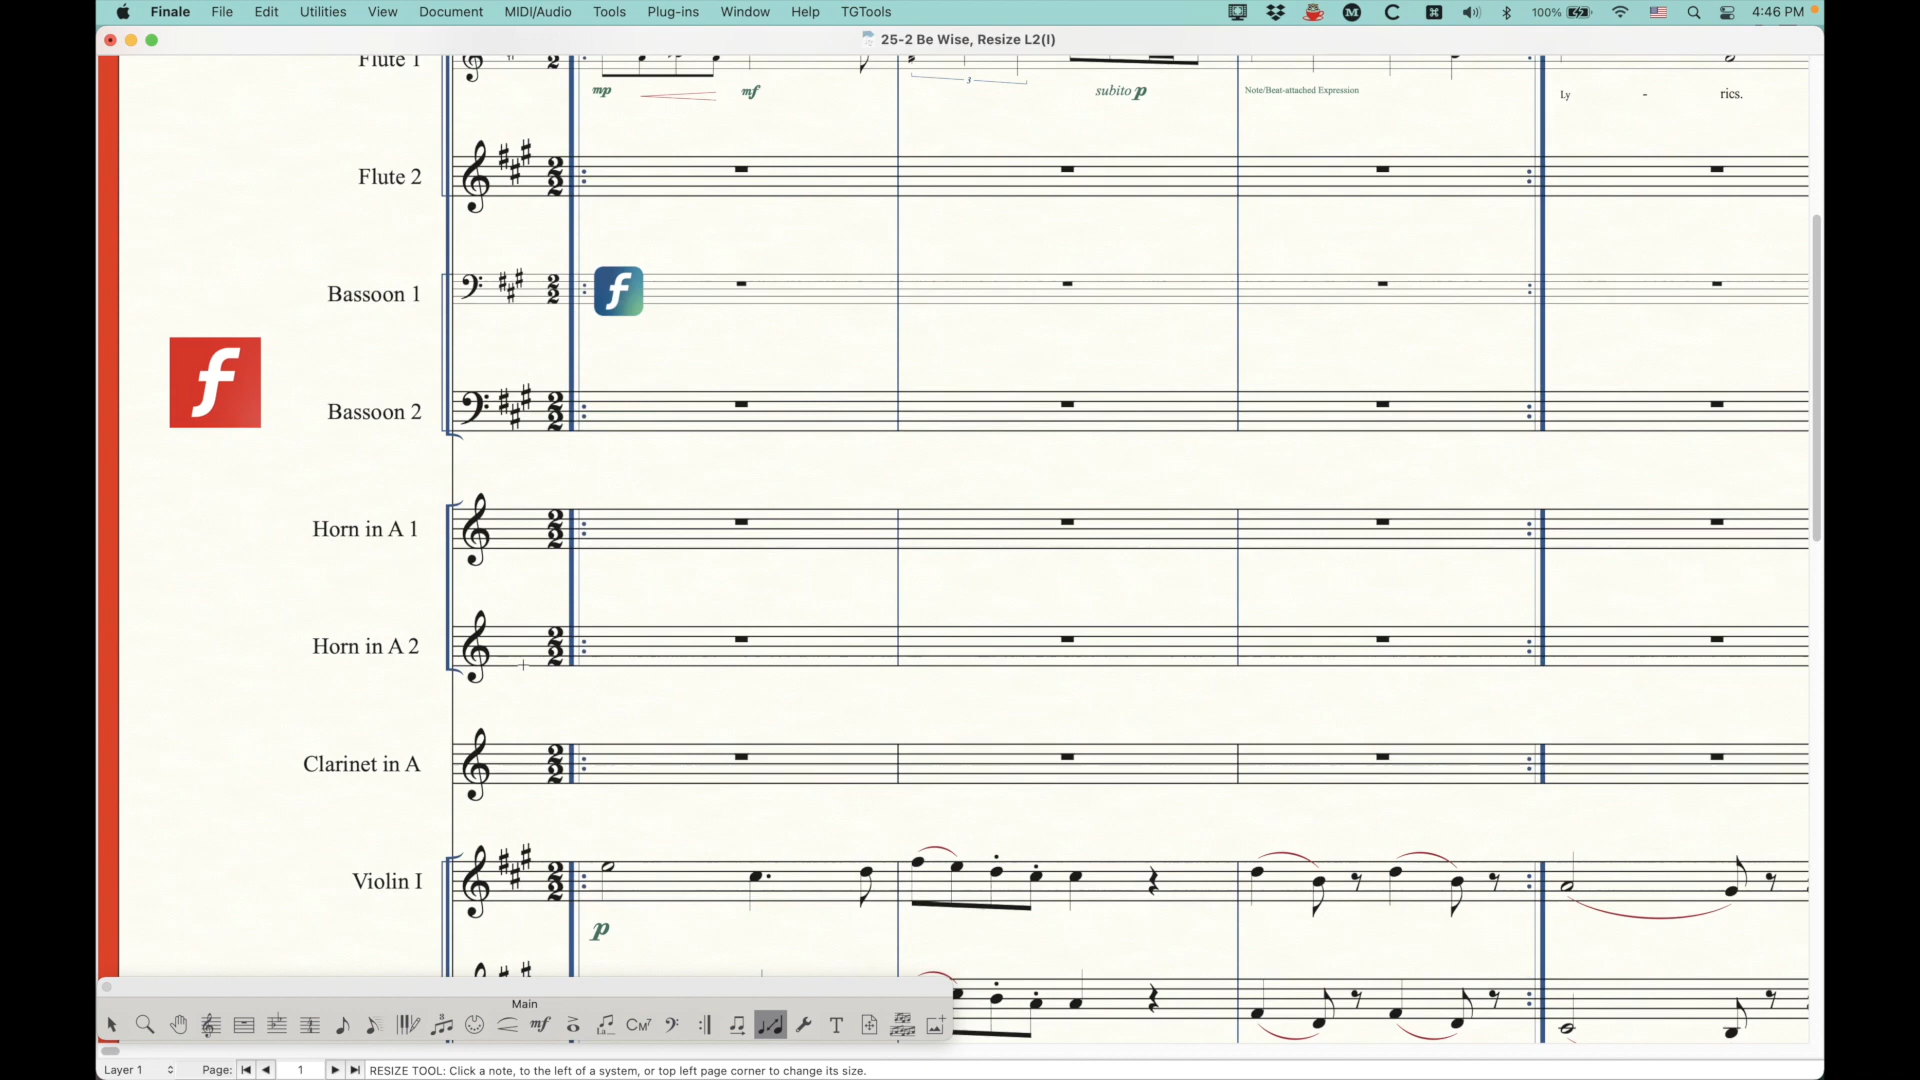 Finale File Edit Utilities View Document MIDI/Audio Tools Plug-ins Window Help TGTools 100% 4:46 PM
25-2 Be Wise, Resize L2(I)
Flute 1
mp mf 3 subito p Note/Beat-attached Expression Ly - rics.
Flute 2
Bassoon 1
f
f
Bassoon 2
Horn in A 1
Horn in A 2
Clarinet in A
Violin I
p
Main
mf CM7 T
Layer 1 Page: 1 RESIZE TOOL: Click a note, to the left of a system, or top left page corner to change its size.